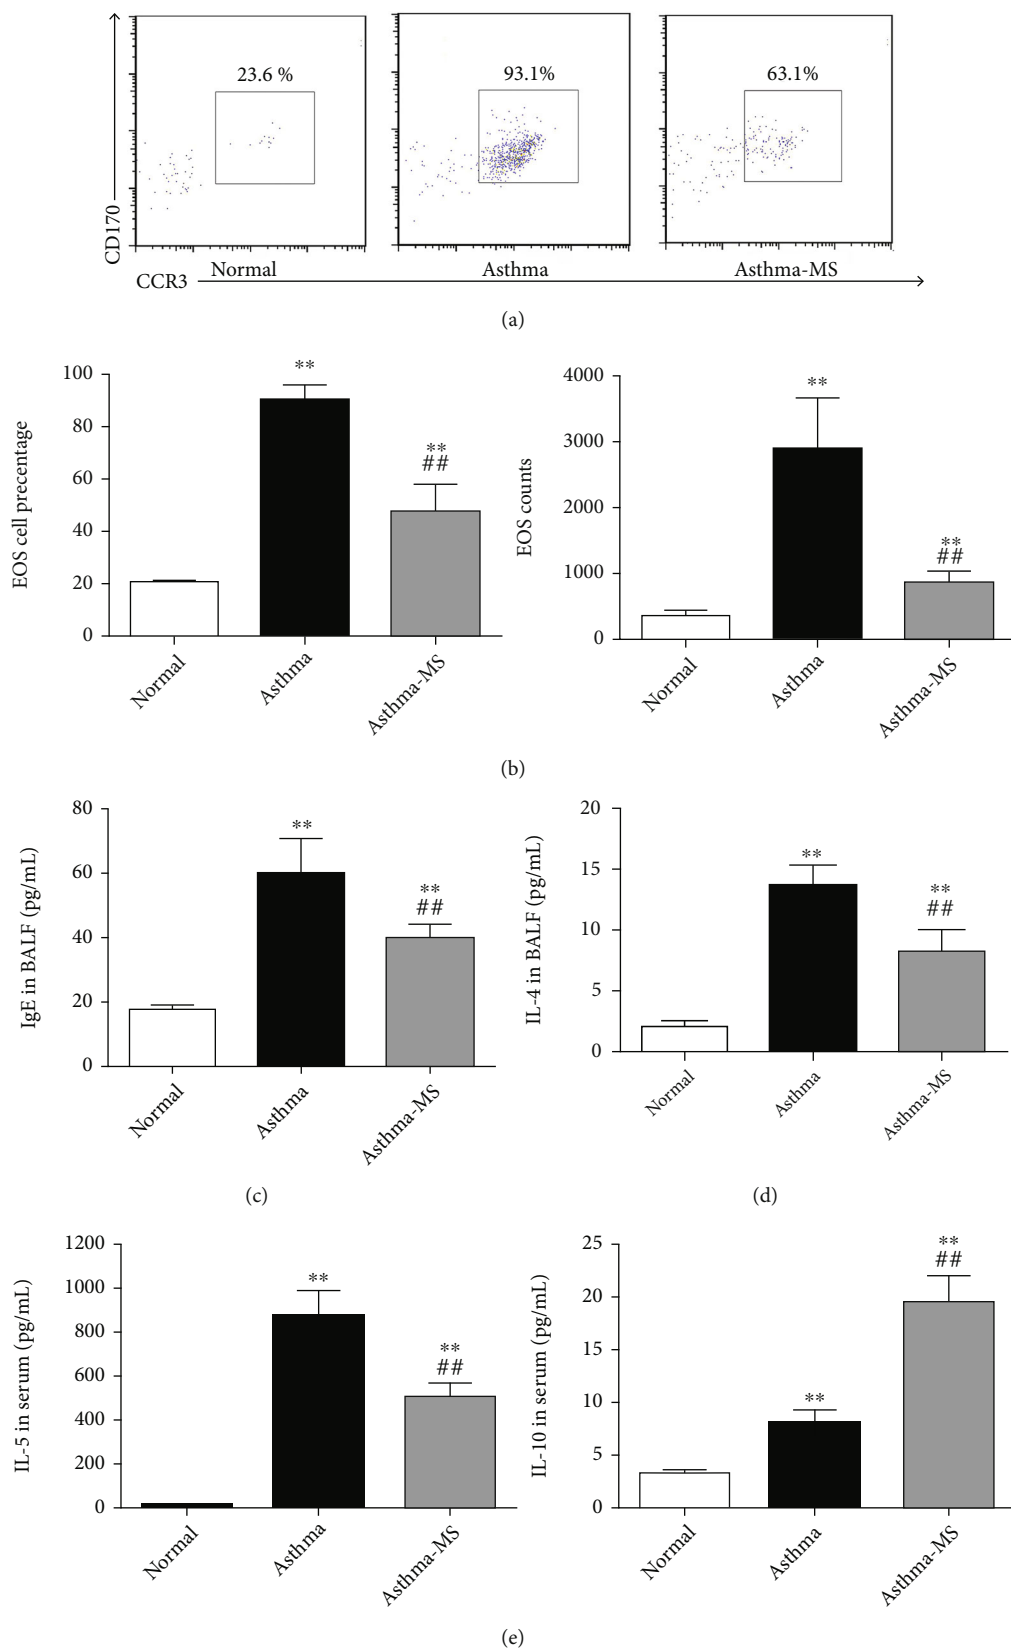 23.6 %
93.1%
63.1%
CD170
Normal
Asthma
Asthma-MS
CCR3
(a)
EOS cell precentage
100
80
60
40
20
0
**
**
##
Normal
Asthma
Asthma-MS
EOS counts
4000
3000
2000
1000
0
**
**
##
Normal
Asthma
Asthma-MS
(b)
IgE in BALF (pg/mL)
80
60
40
20
0
**
**
##
Normal
Asthma
Asthma-MS
(c)
IL-4 in BALF (pg/mL)
20
15
10
5
0
**
**
##
Normal
Asthma
Asthma-MS
(d)
IL-5 in serum (pg/mL)
1200
1000
800
600
400
200
0
**
**
##
Normal
Asthma
Asthma-MS
IL-10 in serum (pg/mL)
25
20
15
10
5
0
**
**
##
Normal
Asthma
Asthma-MS
(e)